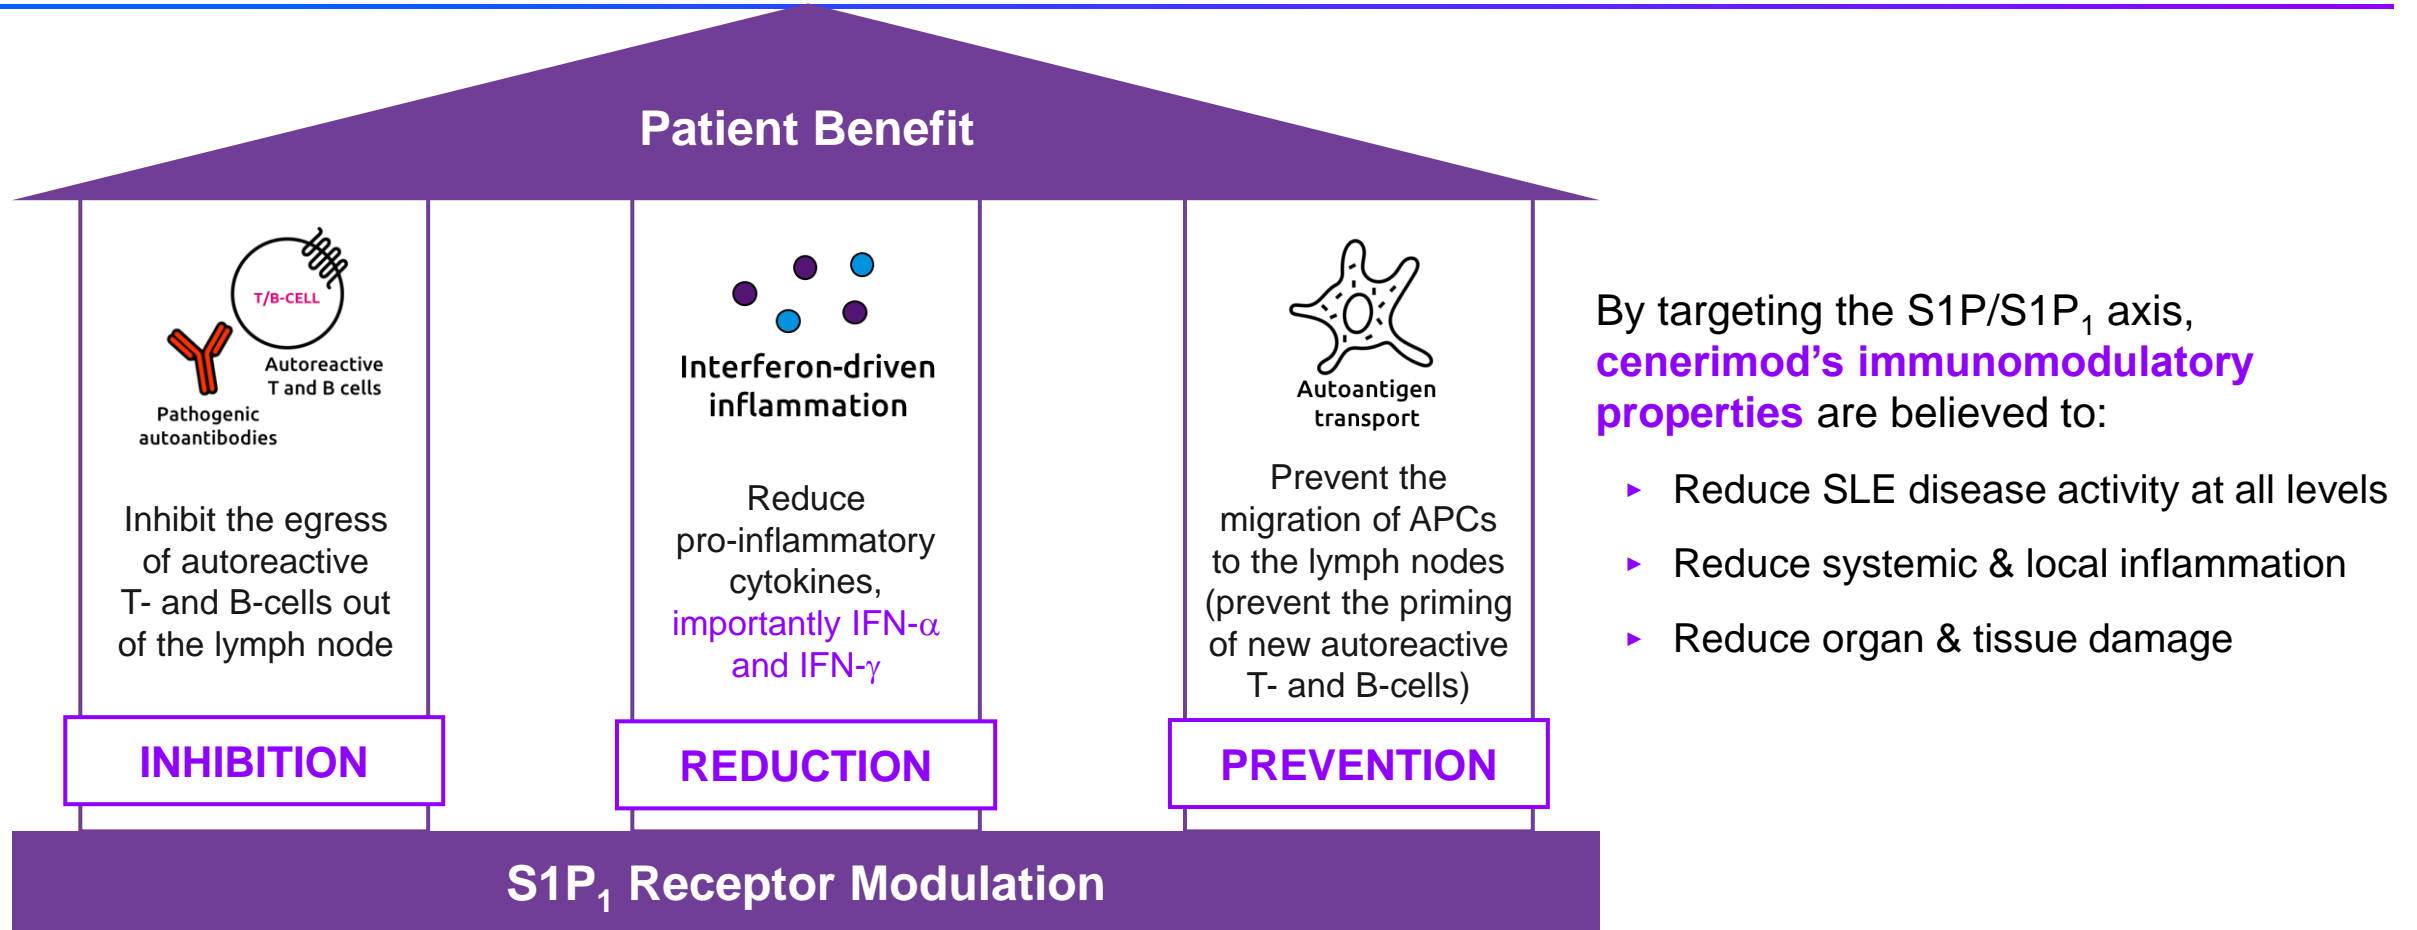 Patient Benefit
T/B-CELL
Autoreactive
T and B cells
Pathogenic
autoantibodies
Inhibit the egress
of autoreactive
T- and B-cells out
of the lymph node
INHIBITION
Interferon-driven
inflammation
Reduce
pro-inflammatory
cytokines,
importantly IFN-α
and IFN-γ
REDUCTION
Autoantigen
transport
Prevent the
migration of APCs
to the lymph nodes
(prevent the priming
of new autoreactive
T- and B-cells)
PREVENTION
S1P₁ Receptor Modulation
By targeting the S1P/S1P₁ axis,
cenerimod’s immunomodulatory
properties are believed to:
▸ Reduce SLE disease activity at all levels
▸ Reduce systemic & local inflammation
▸ Reduce organ & tissue damage